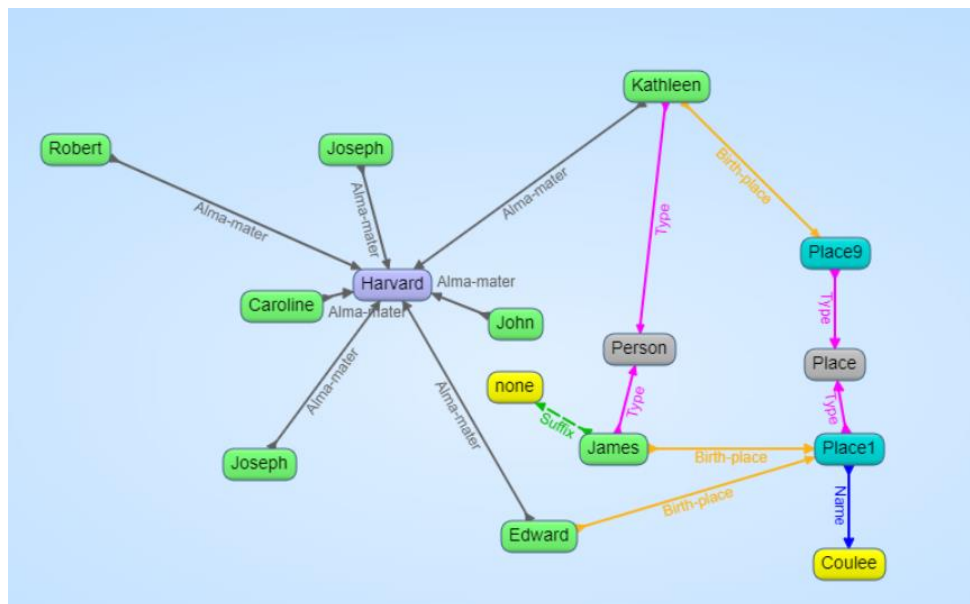 Kathleen
Robert
Joseph
Birth-place
Alma-mater
Alma-mater
Alma-mater
Type
Place9
Harvard
Alma-mater
Caroline
Alma-mater
John
Type
Person
Place
Alma-mater
Alma-mater
none
Type
Type
Suffix
James
Birth-place
Place1
Joseph
Birth-place
Name
Edward
Coulee